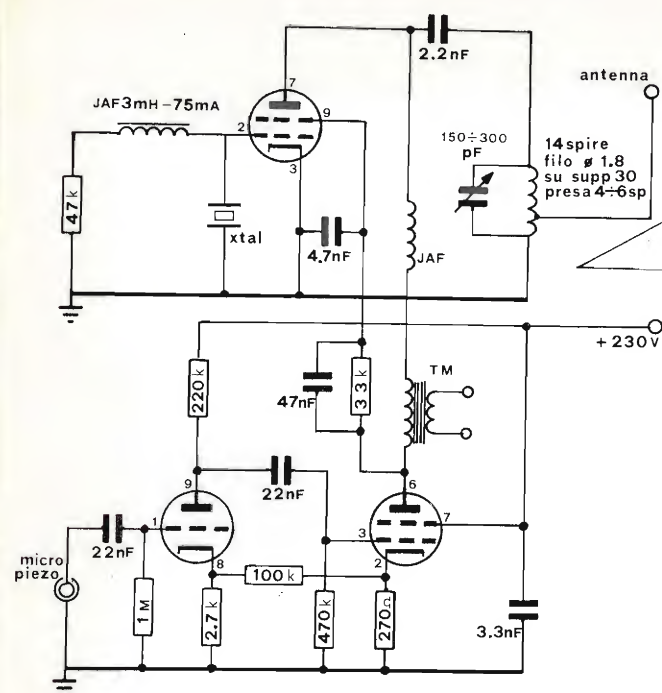 7
2.2nF
antenna
JAF3mH-75mA
2
9
3
150÷300
pF
14 spire
filo ø 1.8
su supp 30
presa 4÷6sp
47k
xtal
4.7nF
JAF
+230V
220k
47nF
33k
TM
9
22nF
6
1
3
7
22nF
8
2
micro
piezo
100k
1M
2.7k
470k
270Ω
3.3nF